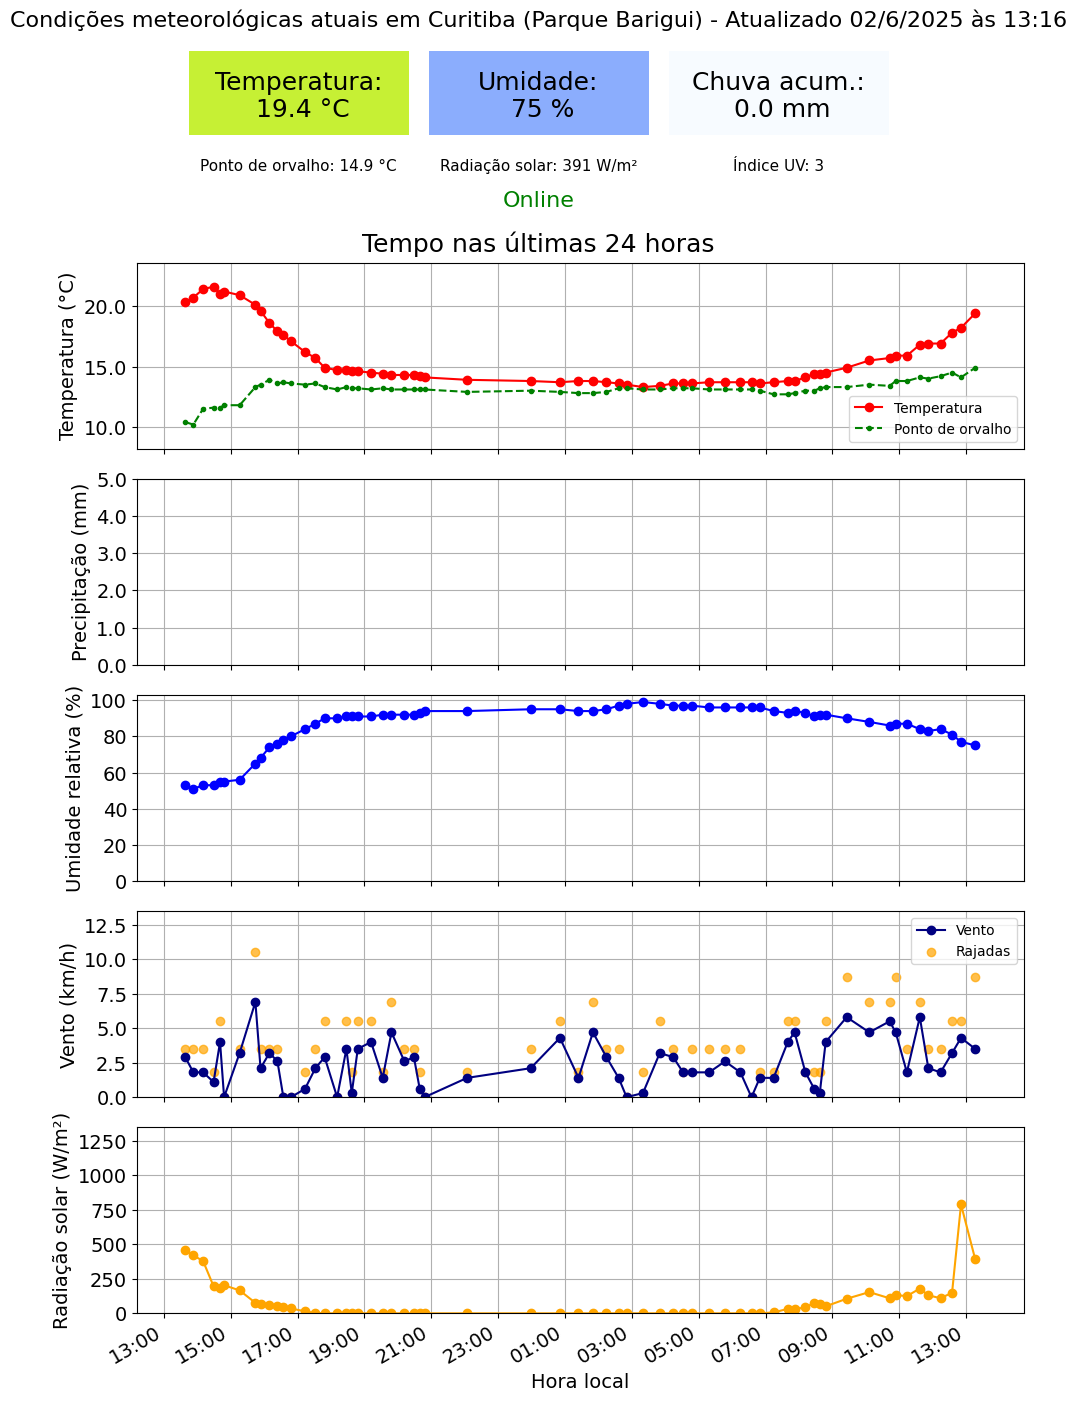 Condições meteorológicas atuais em Curitiba (Parque Barigui) - Atualizado 02/6/2025 às 13:16
Temperatura:
19.4 °C
Umidade:
75 %
Chuva acum.:
0.0 mm
Ponto de orvalho: 14.9 °C
Radiação solar: 391 W/m²
Índice UV: 3
Online
Tempo nas últimas 24 horas
Temperatura (°C)
20.0
15.0
10.0
Temperatura
Ponto de orvalho
Precipitação (mm)
5.0
4.0
3.0
2.0
1.0
0.0
Umidade relativa (%)
100
80
60
40
20
0
Vento (km/h)
12.5
10.0
7.5
5.0
2.5
0.0
Vento
Rajadas
Radiação solar (W/m²)
1250
1000
750
500
250
0
13:00
15:00
17:00
19:00
21:00
23:00
01:00
03:00
05:00
07:00
09:00
11:00
13:00
Hora local